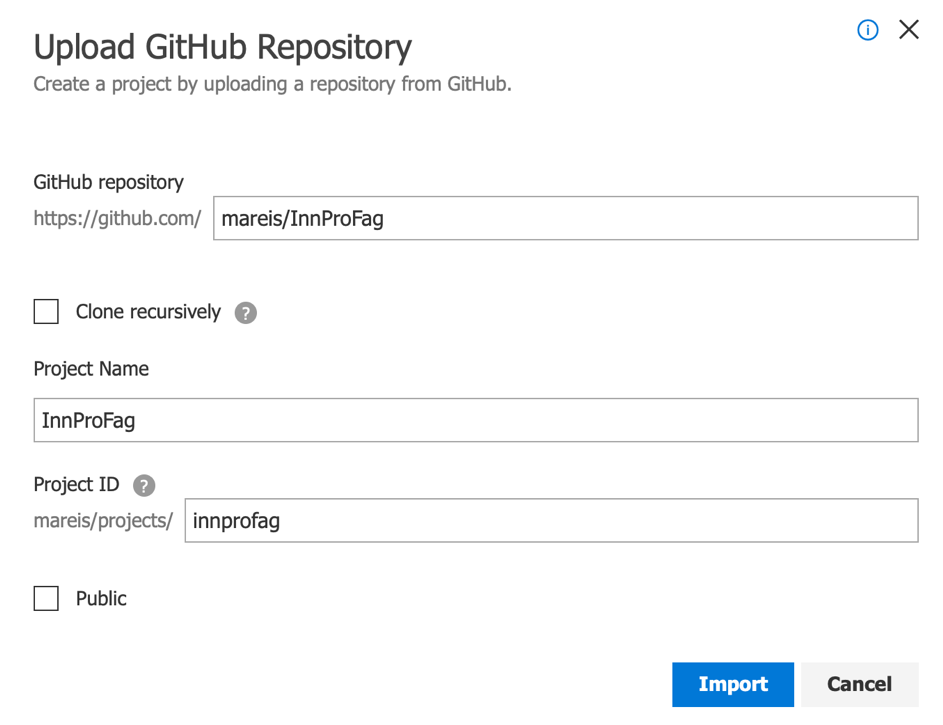 Upload GitHub Repository
Create a project by uploading a repository from GitHub.
GitHub repository
https://github.com/ mareis/InnProFag
Clone recursively ?
Project Name
InnProFag
Project ID ?
mareis/projects/ innprofag
Public
Import Cancel